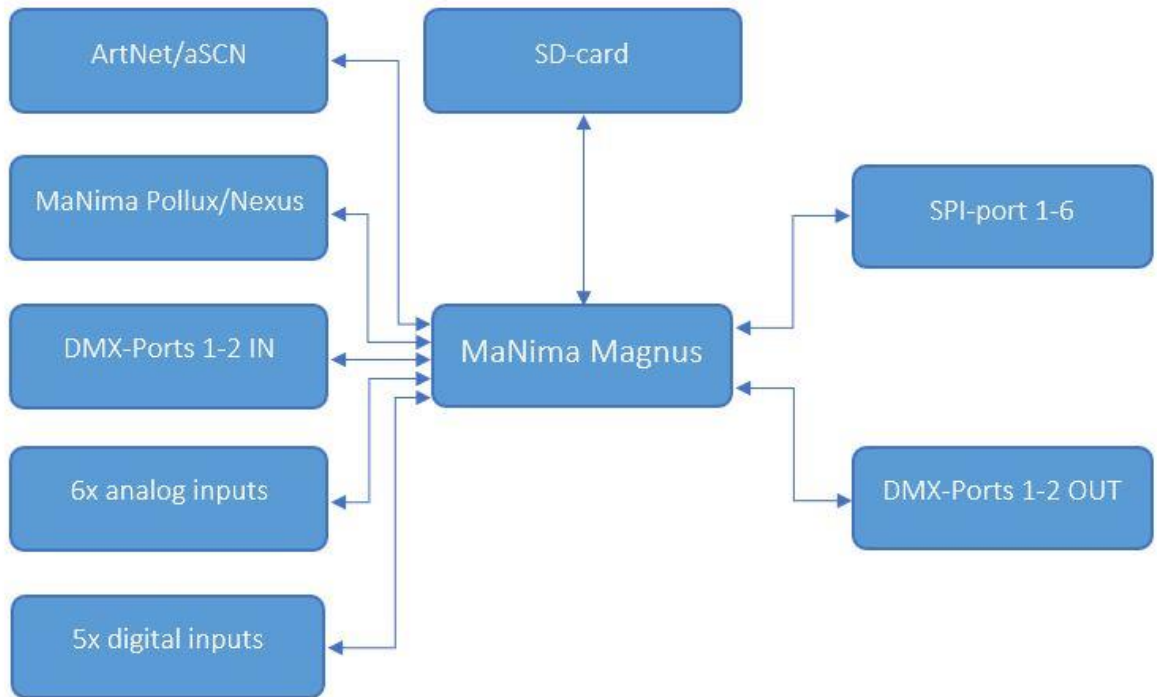 ArtNet/aSCN
SD-card
MaNima Pollux/Nexus
SPI-port 1-6
DMX-Ports 1-2 IN
MaNima Magnus
6x analog inputs
DMX-Ports 1-2 OUT
5x digital inputs